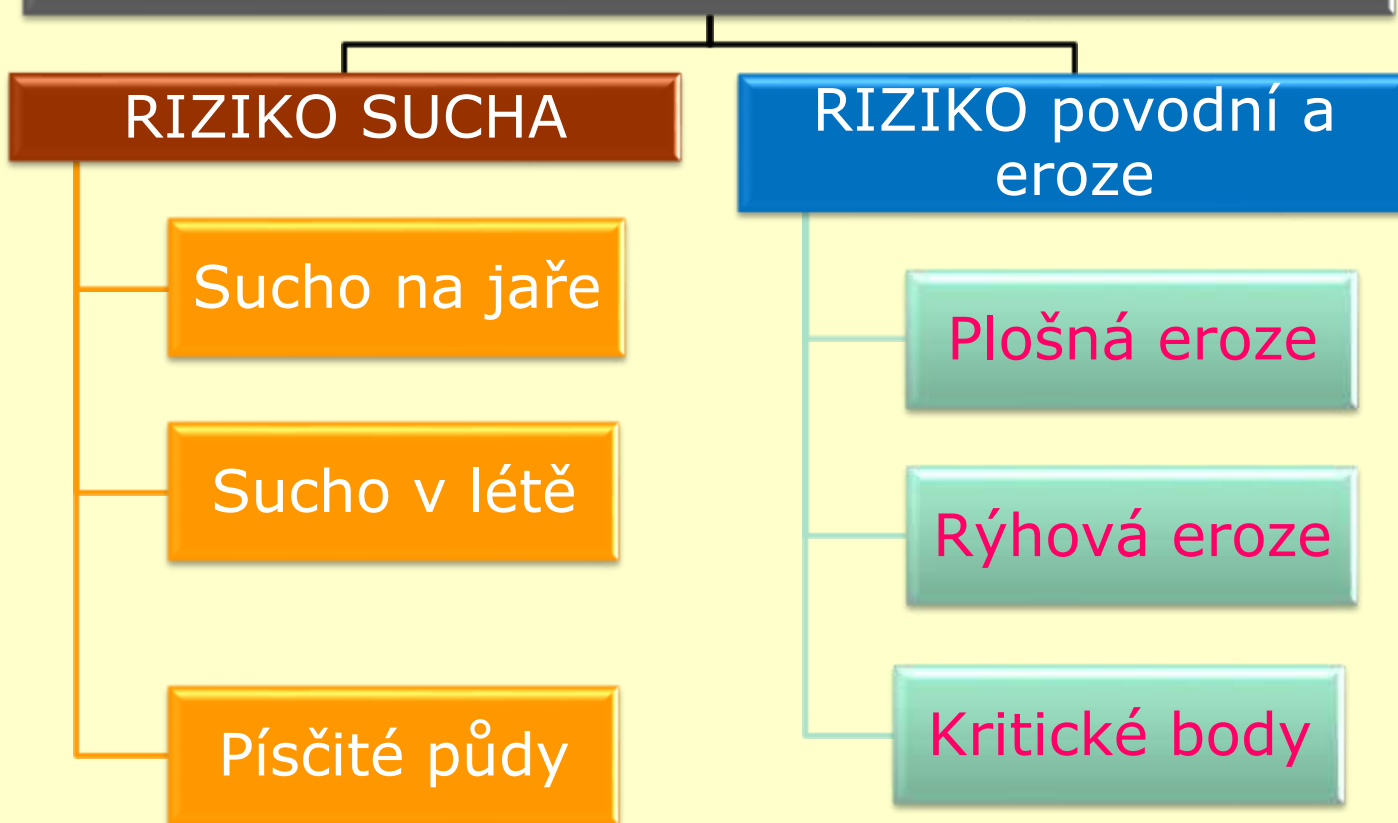 RIZIKO SUCHA
Sucho na jaře
Sucho v létě
Písčité půdy
RIZIKO povodní a
eroze
Plošná eroze
Rýhová eroze
Kritické body